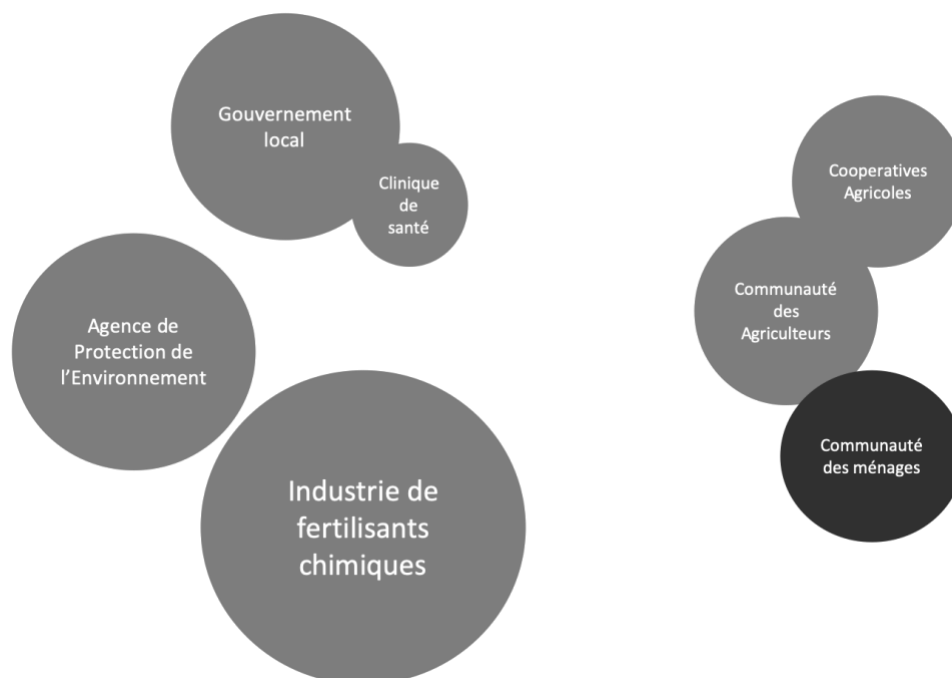 Gouvernement
local
Clinique
de
santé
Cooperatives
Agricoles
Communauté
des
Agriculteurs
Agence de
Protection de
l'Environnement
Communauté
des ménages
Industrie de
fertilisants
chimiques